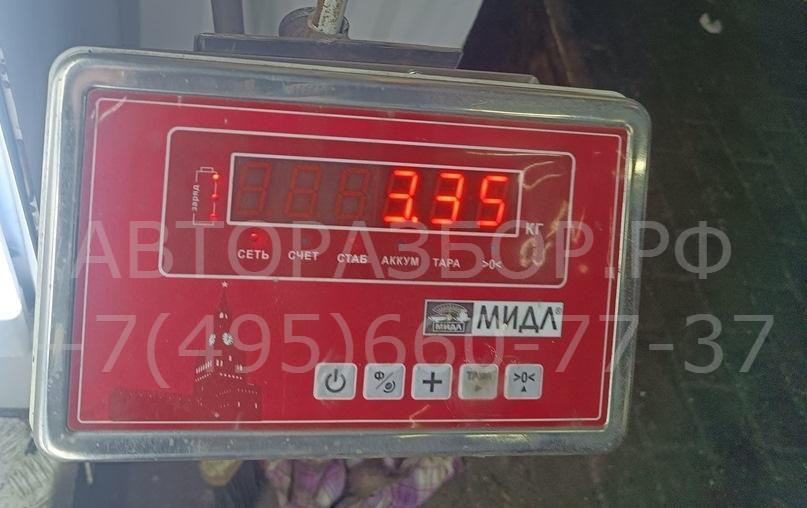 заряд
3.35
КГ
АВТОРАЗБОР.РФ
СЕТЬ СЧЕТ СТАБ АККУМ ТАРА >0<
МИДЛ МИДЛ®
+7(495)660-77-37
ТАРА >0<